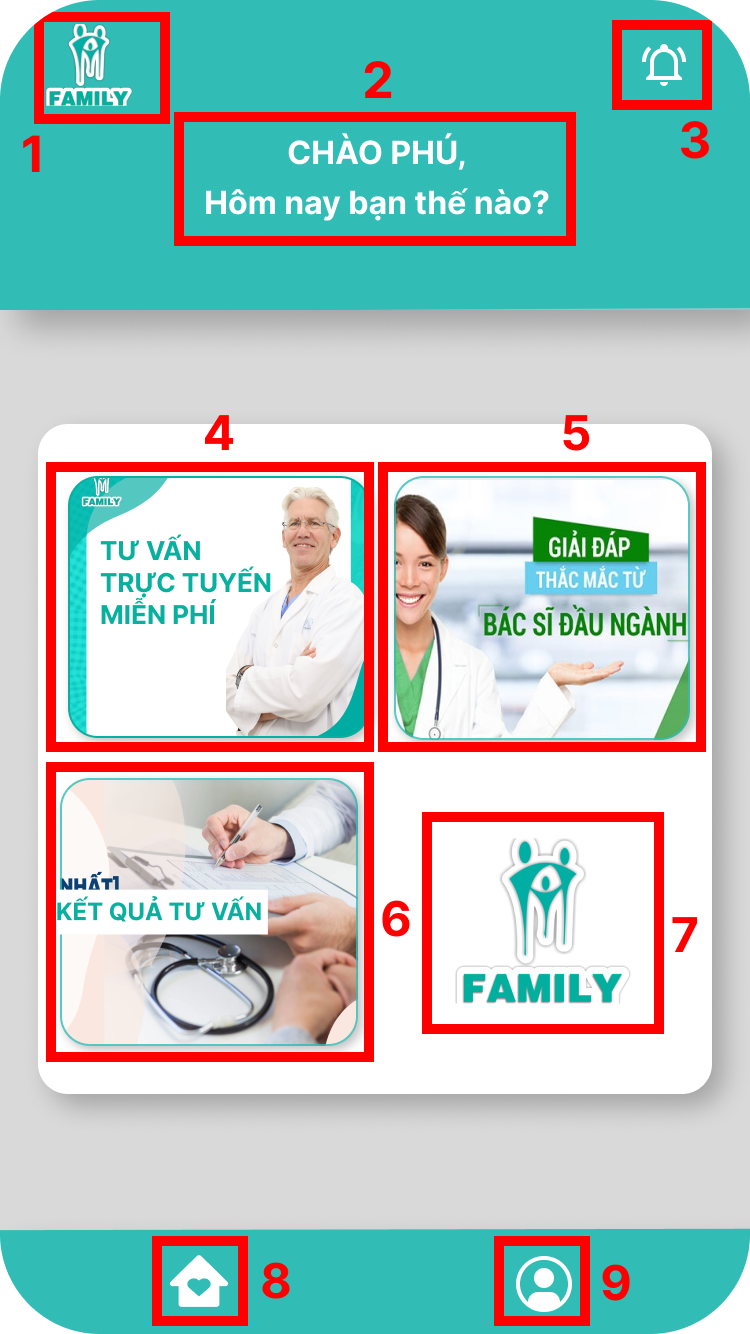 FAMILY
1
2
3
CHÀO PHÚ,
Hôm nay bạn thế nào?
4
5
FAMILY
TƯ VẤN
TRỰC TUYẾN
MIỄN PHÍ
GIẢI ĐÁP
THẮC MẮC TỪ
BÁC SĨ ĐẦU NGÀNH
NHẤT]
KẾT QUẢ TƯ VẤN
6
7
FAMILY
8
9